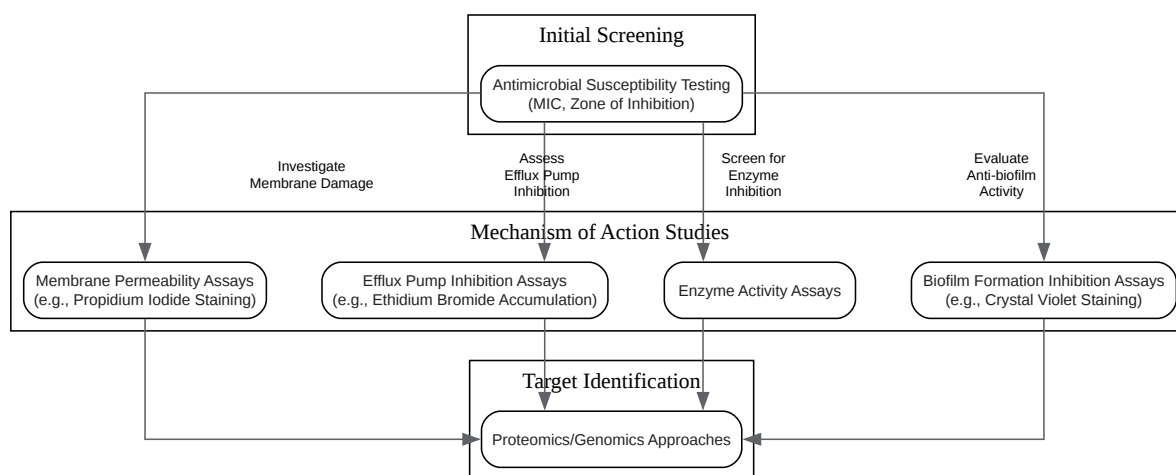 Initial Screening
Antimicrobial Susceptibility Testing
(MIC, Zone of Inhibition)
Investigate
Membrane Damage
Assess
Efflux Pump
Inhibition
Screen for
Enzyme
Inhibition
Evaluate
Anti-biofilm
Activity
Mechanism of Action Studies
Membrane Permeability Assays
(e.g., Propidium Iodide Staining)
Efflux Pump Inhibition Assays
(e.g., Ethidium Bromide Accumulation)
Enzyme Activity Assays
Biofilm Formation Inhibition Assays
(e.g., Crystal Violet Staining)
Target Identification
Proteomics/Genomics Approaches